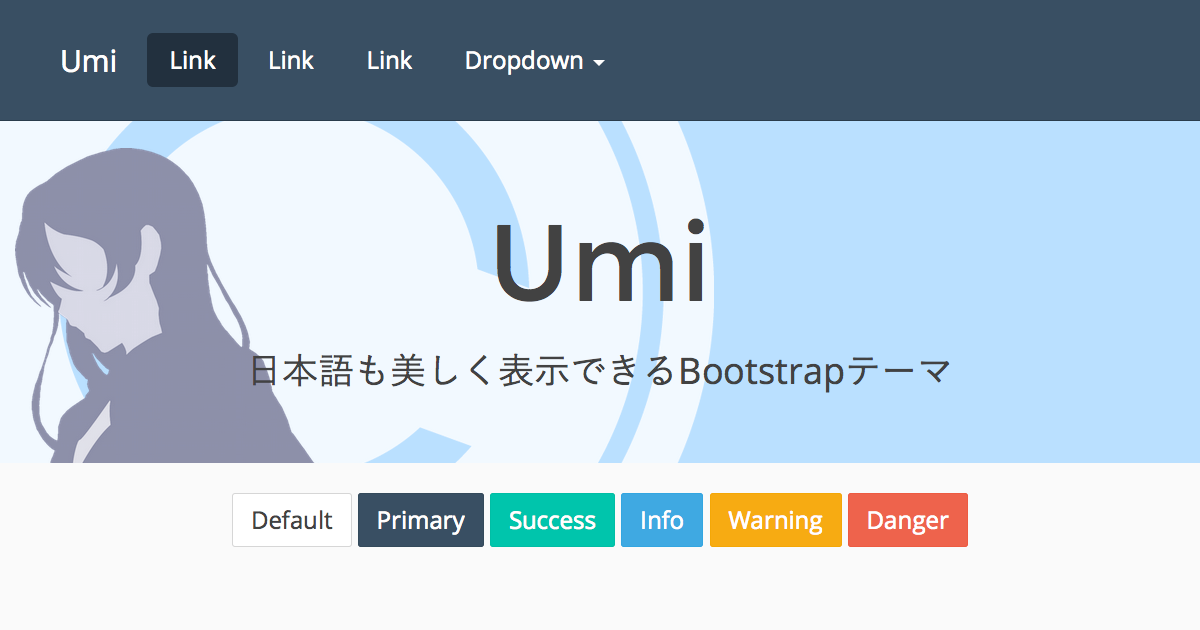 Umi Link Link Link Dropdown
Umi
日本語も美しく表示できるBootstrapテーマ
Default Primary Success Info Warning Danger